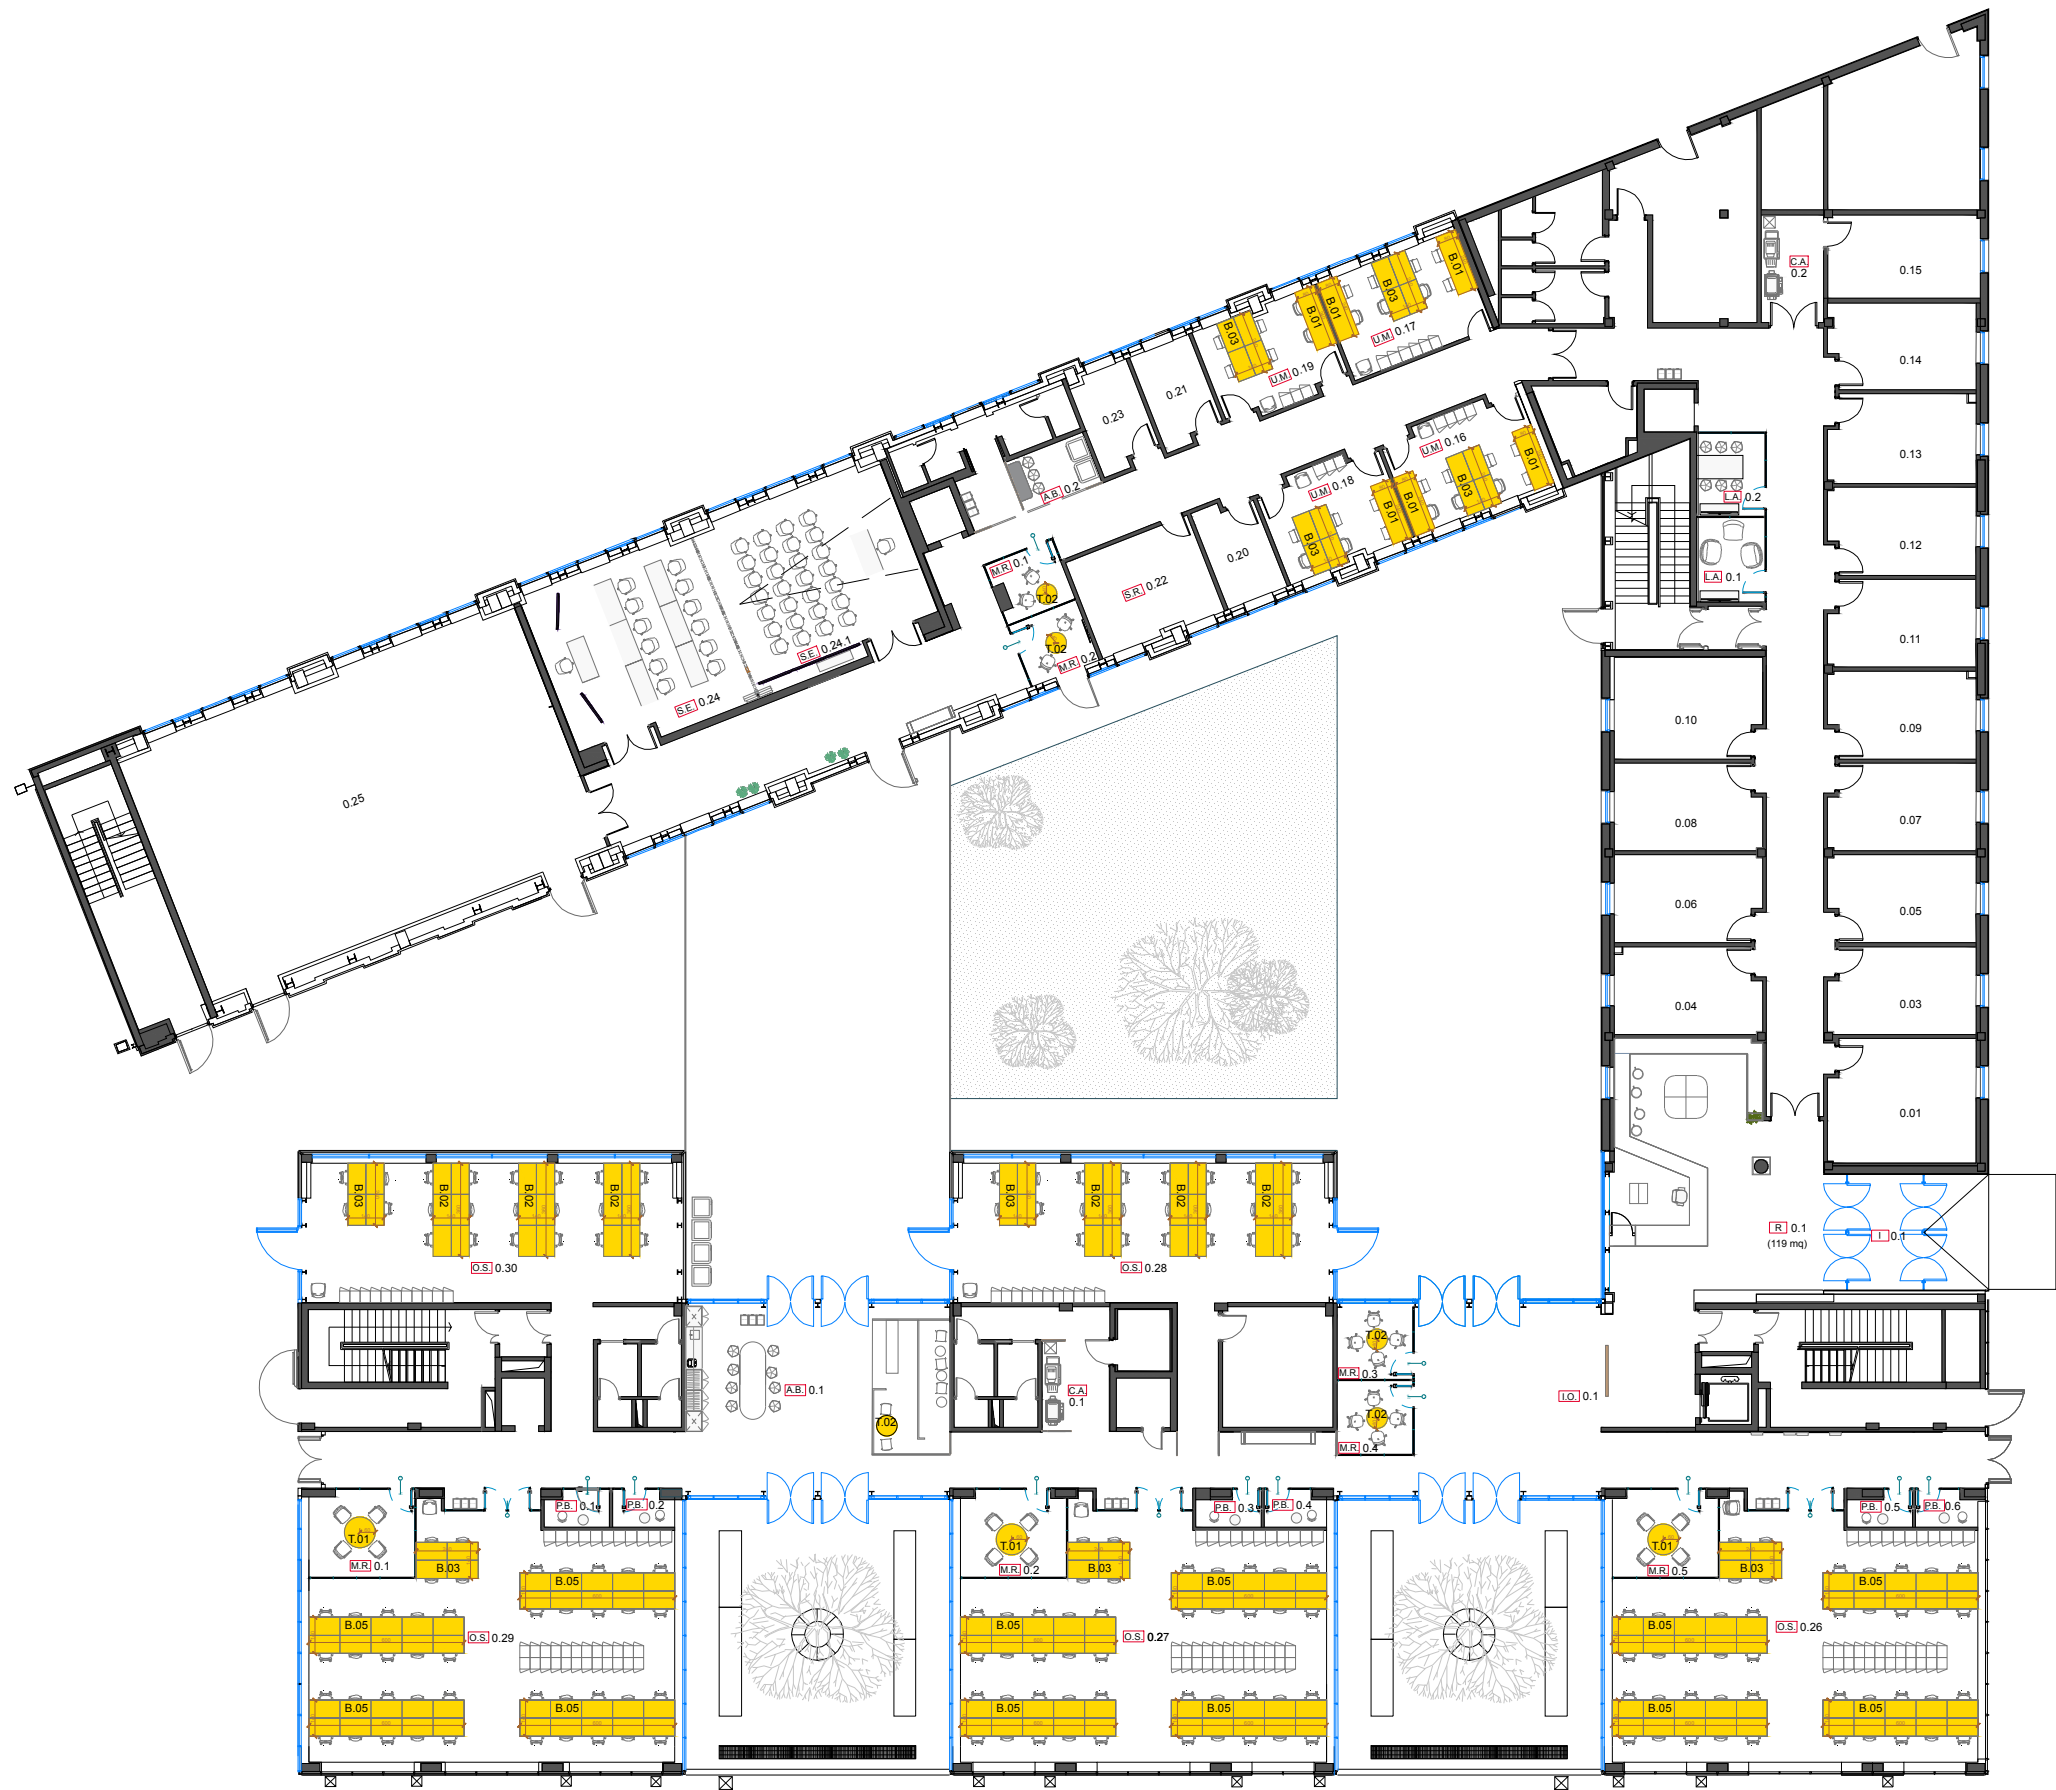 C.A.
0.2
0.15
0.14
0.13
0.12
0.11
0.09
0.07
0.05
0.03
0.01
0.10
0.08
0.06
0.04
L.A. 0.2
L.A. 0.1
B.01
B.03
B.01
B.01
B.03
U.M. 0.17
U.M. 0.19
0.21
0.23
U.M. 0.16
B.01
B.03
B.01
B.01
B.03
U.M. 0.18
A.B. 0.2
0.20
S.R. 0.22
M.R. 0.1
T.02
T.02
M.R. 0.2
S.E. 0.24.1
S.E. 0.24
0.25
B.03
B.02
B.02
B.02
O.S. 0.30
B.03
B.02
B.02
B.02
O.S. 0.28
R 0.1
(119 mq)
I 0.1
A.B. 0.1
T.02
C.A.
0.1
T.02
M.R. 0.3
T.02
M.R. 0.4
I.O. 0.1
T.01
M.R. 0.1
B.03
P.B. 0.1
P.B. 0.2
B.05
B.05
O.S. 0.29
B.05
B.05
T.01
M.R. 0.2
B.03
P.B. 0.3
P.B. 0.4
B.05
B.05
O.S. 0.27
B.05
B.05
T.01
M.R. 0.5
B.03
P.B. 0.5
P.B. 0.6
B.05
B.05
O.S. 0.26
B.05
B.05